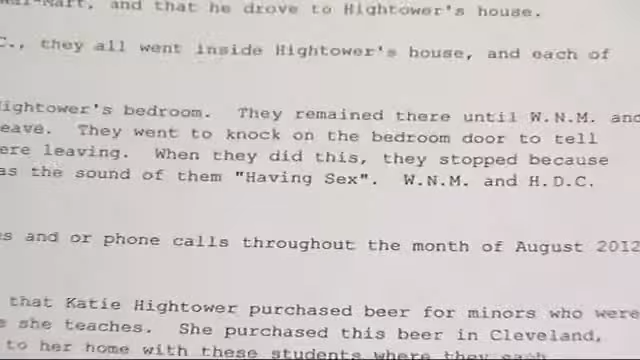 Wal-Mart, and that he drove to Hightower's house.
C., they all went inside Hightower's house, and each of
Hightower's bedroom. They remained there until W.N.M. and
eave. They went to knock on the bedroom door to tell
ere leaving. When they did this, they stopped because
as the sound of them "Having Sex". W.N.M. and H.D.C.
s and or phone calls throughout the month of August 2012
that Katie Hightower purchased beer for minors who were
she teaches. She purchased this beer in Cleveland,
to her home with these students where they each